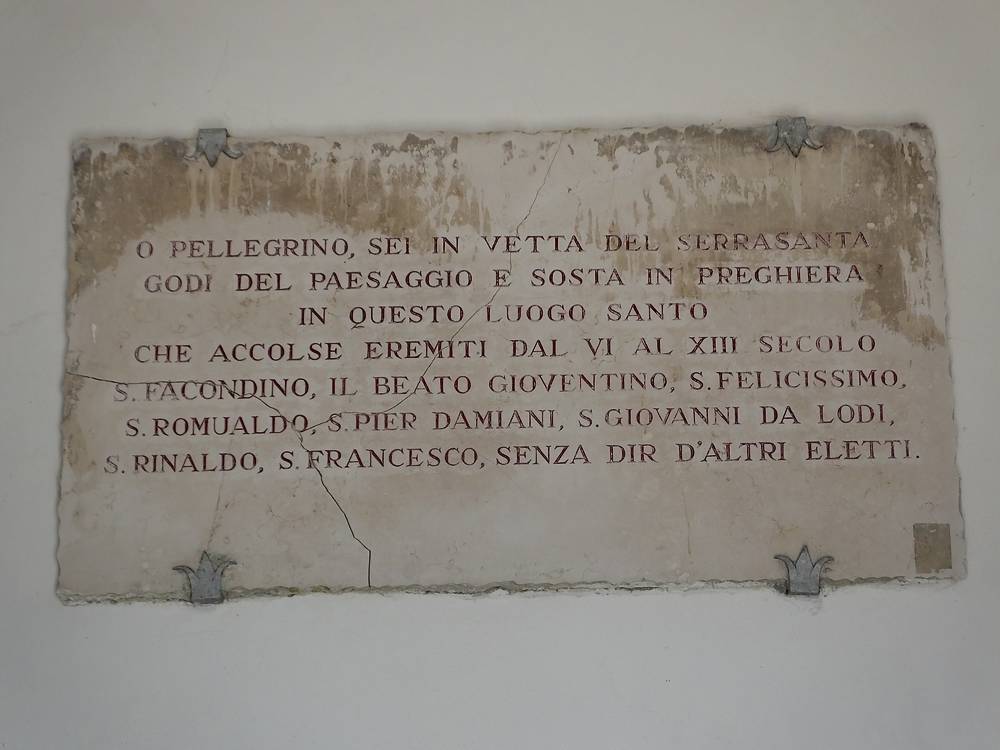 O PELLEGRINO, SEI IN VETTA DEL SERRASANTA
GODI DEL PAESAGGIO E SOSTA IN PREGHIERA
IN QUESTO LUOGO SANTO
CHE ACCOLSE EREMITI DAL VI AL XIII SECOLO
S. FACONDINO, IL BEATO GIOVENTINO, S. FELICISSIMO,
S. ROMUALDO, S. PIER DAMIANI, S. GIOVANNI DA LODI,
S. RINALDO, S. FRANCESCO, SENZA DIR D'ALTRI ELETTI.